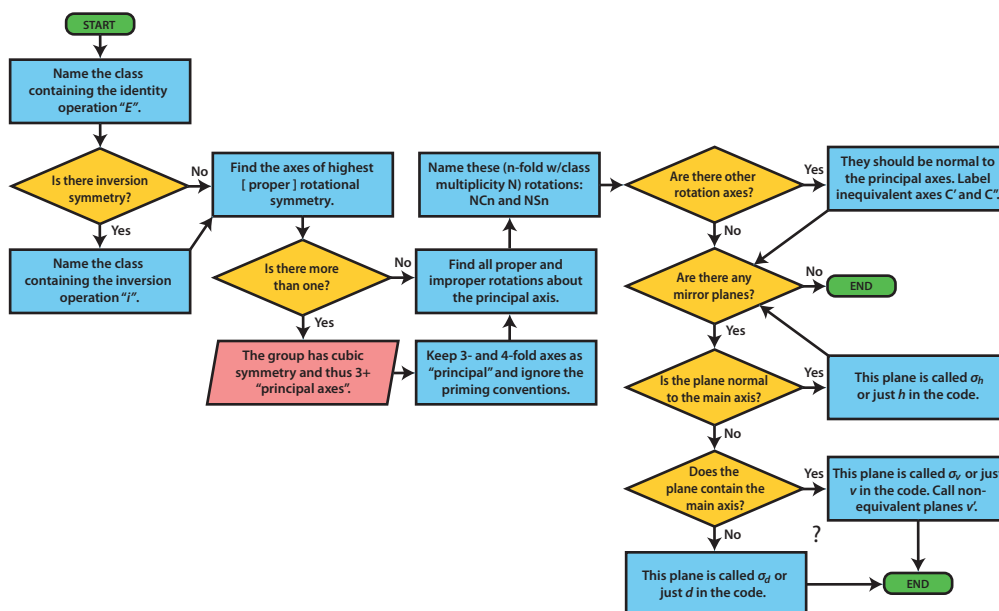 START
Name the class
containing the identity
operation “E”.
Is there inversion
symmetry?
No
Yes
Name the class
containing the inversion
operation “i”.
Find the axes of highest
[ proper ] rotational
symmetry.
Is there more
than one?
No
Yes
The group has cubic
symmetry and thus 3+
“principal axes”.
Keep 3- and 4-fold axes as
“principal” and ignore the
priming conventions.
Find all proper and
improper rotations about
the principal axis.
Name these (n-fold w/class
multiplicity N) rotations:
NCn and NSn
Are there other
rotation axes?
Yes
No
They should be normal to
the principal axes. Label
inequivalent axes C’ and C”.
Are there any
mirror planes?
No
END
Yes
Is the plane normal
to the main axis?
Yes
This plane is called σh
or just h in the code.
No
Does the
plane contain the
main axis?
Yes
This plane is called σv or just
v in the code. Call non-
equivalent planes v’.
No
?
This plane is called σd or
just d in the code.
END